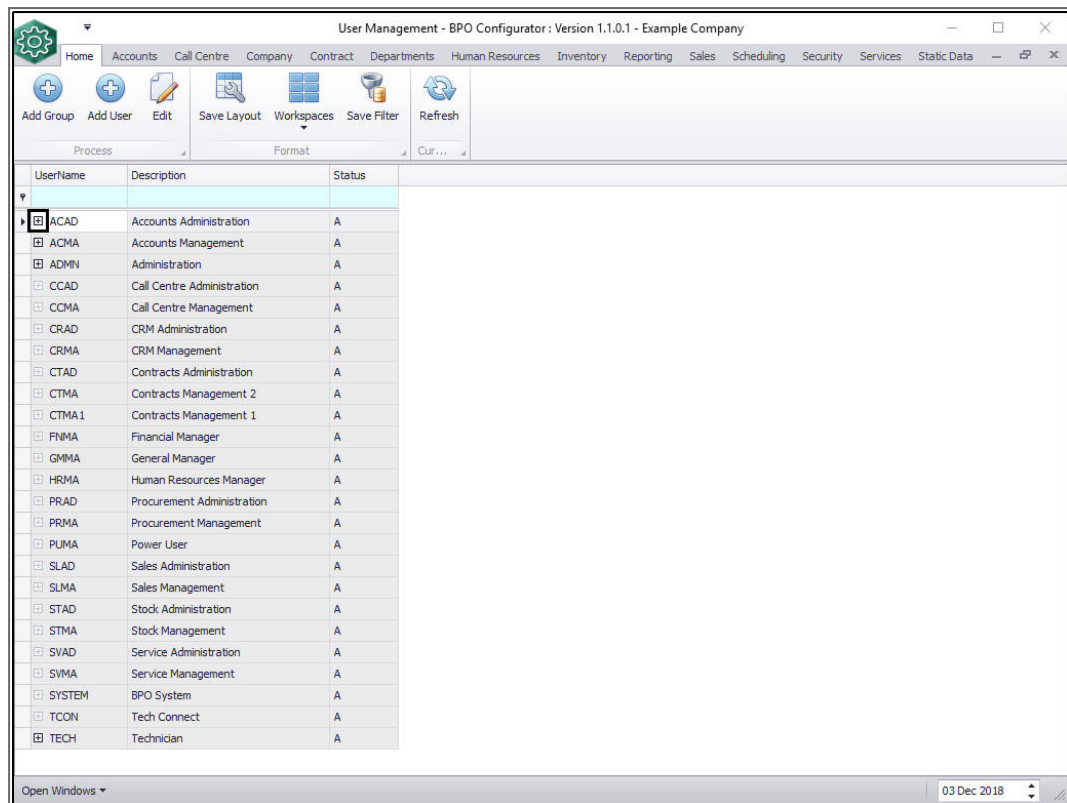 User Management - BPO Configurator : Version 1.1.0.1 - Example Company
Home Accounts Call Centre Company Contract Departments Human Resources Inventory Reporting Sales Scheduling Security Services Static Data
Add Group Add User Edit Save Layout Workspaces Save Filter Refresh
Process Format Cur...
UserName Description Status
ACAD Accounts Administration A
ACMA Accounts Management A
ADMN Administration A
CCAD Call Centre Administration A
CCMA Call Centre Management A
CRAD CRM Administration A
CRMA CRM Management A
CTAD Contracts Administration A
CTMA Contracts Management 2 A
CTMA1 Contracts Management 1 A
FNMA Financial Manager A
GMMA General Manager A
HRMA Human Resources Manager A
PRAD Procurement Administration A
PRMA Procurement Management A
PUMA Power User A
SLAD Sales Administration A
SLMA Sales Management A
STAD Stock Administration A
STMA Stock Management A
SVAD Service Administration A
SVMA Service Management A
SYSTEM BPO System A
TCON Tech Connect A
TECH Technician A
Open Windows 03 Dec 2018